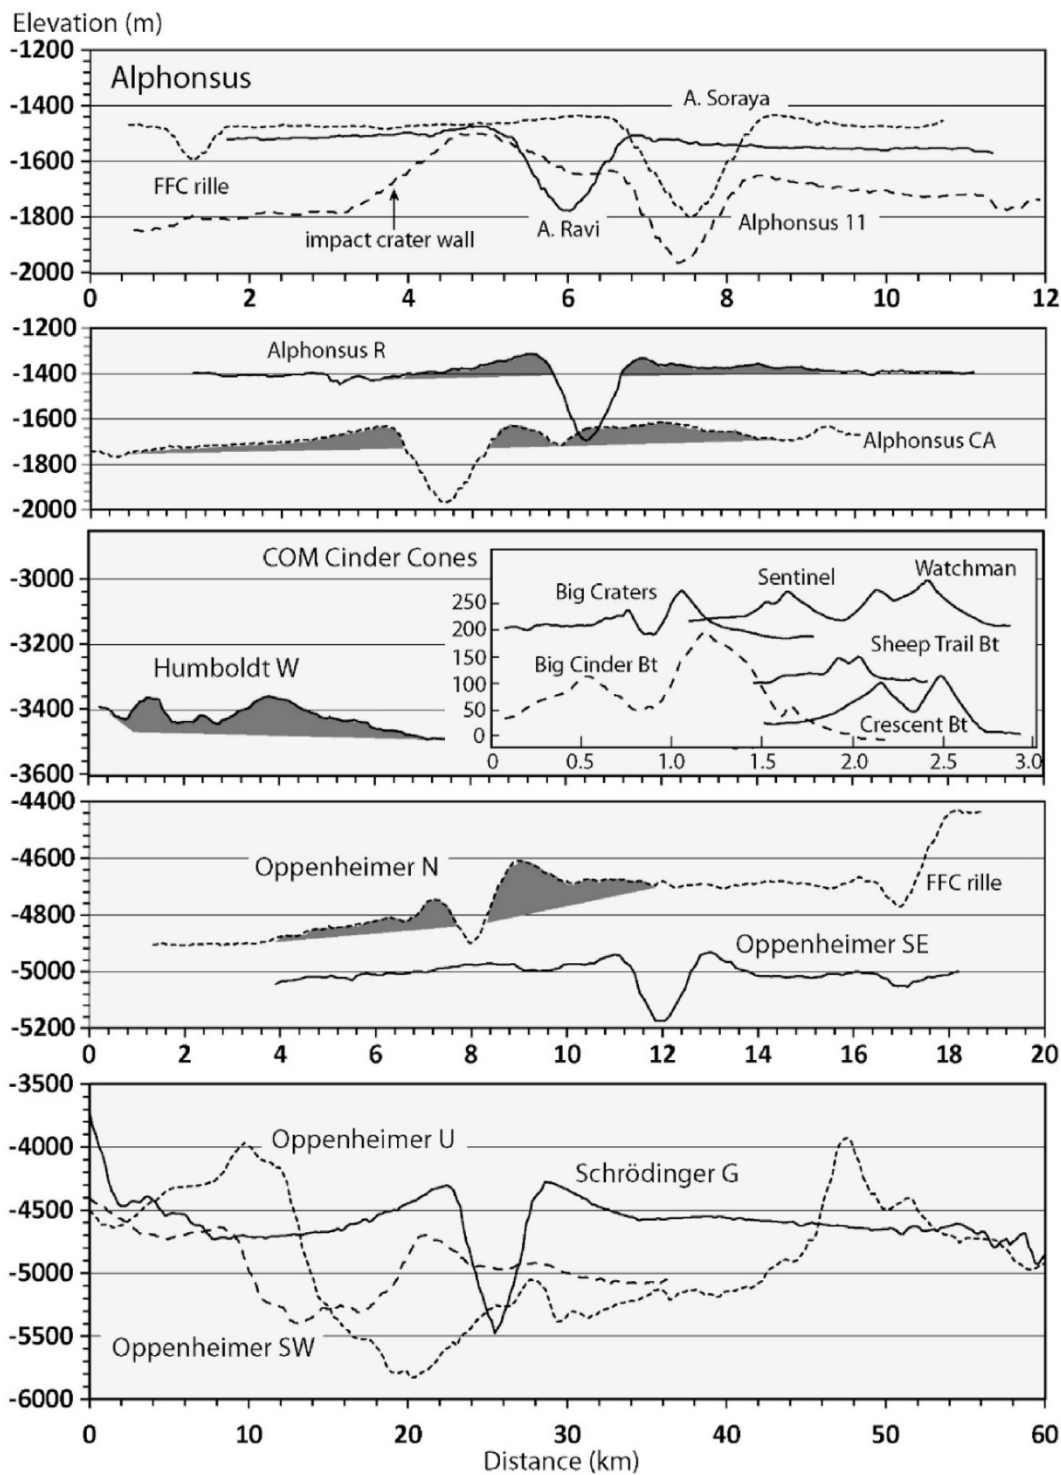 Elevation (m)
-1200
Alphonsus
A. Soraya
-1400
-1600
FFC rille
-1800
impact crater wall
A. Ravi
Alphonsus 11
-2000
0 2 4 6 8 10 12
-1200
Alphonsus R
-1400
-1600
Alphonsus CA
-1800
-2000
COM Cinder Cones
-3000
-3200
Humboldt W
-3400
-3600
Big Craters
Sentinel
Watchman
250
200
Sheep Trail Bt
150
Big Cinder Bt
100
50
Crescent Bt
0
0 0.5 1.0 1.5 2.0 2.5 3.0
-4400
-4600
Oppenheimer N
FFC rille
-4800
Oppenheimer SE
-5000
-5200
0 2 4 6 8 10 12 14 16 18 20
-3500
-4000
Oppenheimer U
Schrödinger G
-4500
-5000
-5500
Oppenheimer SW
-6000
0 10 20 30 40 50 60
Distance (km)